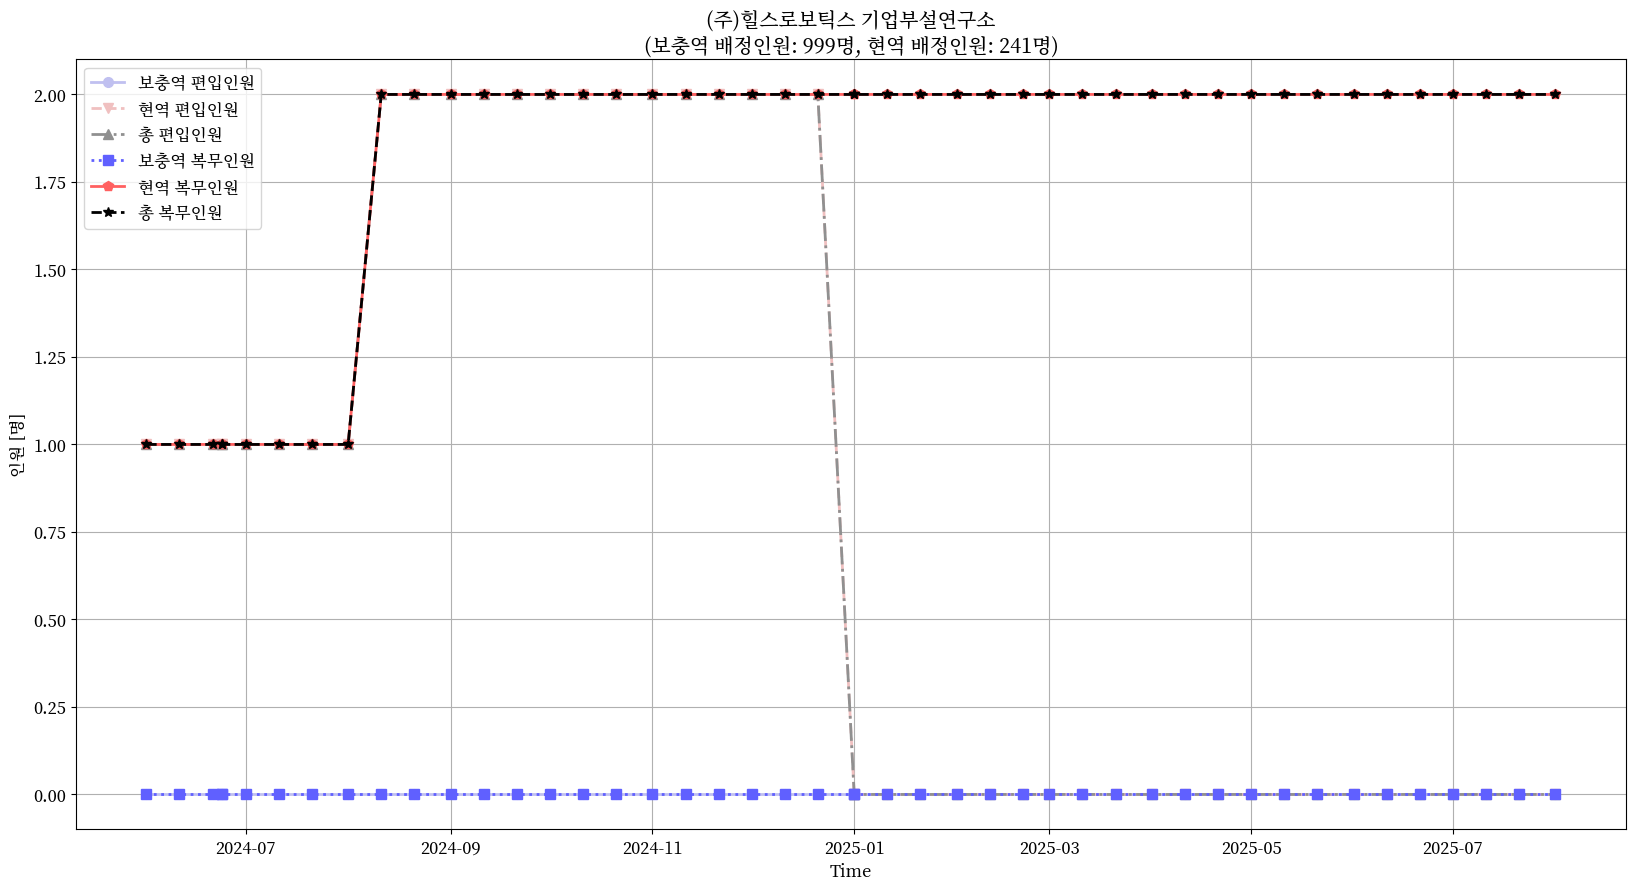 (주)힐스로보틱스 기업부설연구소
(보충역 배정인원: 999명, 현역 배정인원: 241명)
보충역 편입인원
현역 편입인원
총 편입인원
보충역 복무인원
현역 복무인원
총 복무인원
2.00
1.75
1.50
1.25
1.00
0.75
0.50
0.25
0.00
인원 [명]
2024-07
2024-09
2024-11
2025-01
2025-03
2025-05
2025-07
Time